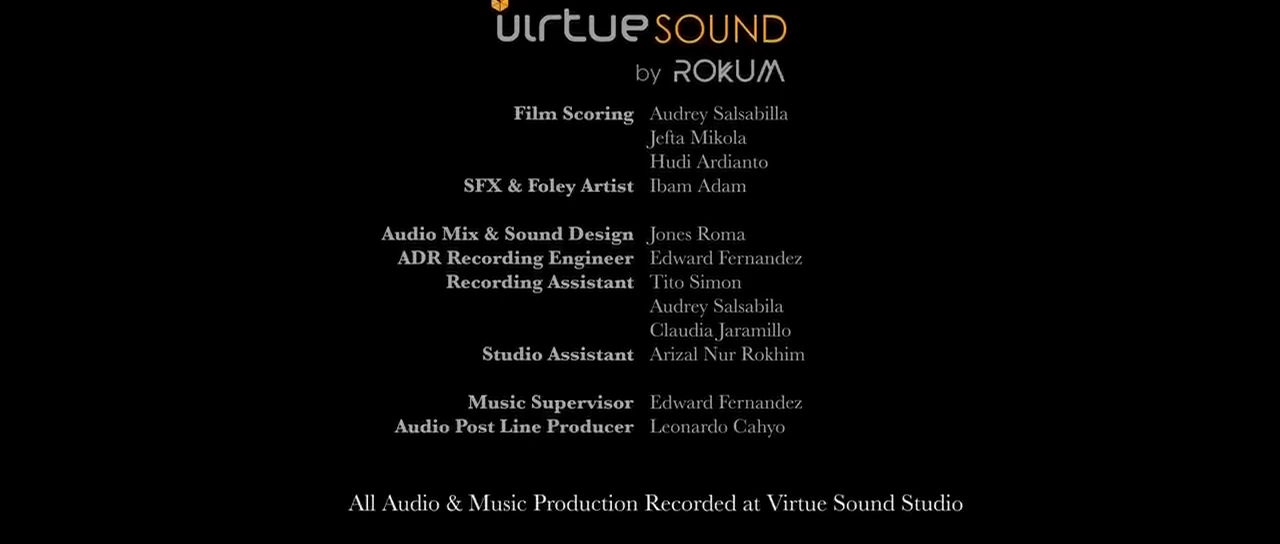 virtue SOUND
by ROKUM
Film Scoring Audrey Salsabilla
Jefta Mikola
Hudi Ardianto
SFX & Foley Artist Ibam Adam
Audio Mix & Sound Design Jones Roma
ADR Recording Engineer Edward Fernandez
Recording Assistant Tito Simon
Audrey Salsabila
Claudia Jaramillo
Studio Assistant Arizal Nur Rokhim
Music Supervisor Edward Fernandez
Audio Post Line Producer Leonardo Cahyo
All Audio & Music Production Recorded at Virtue Sound Studio